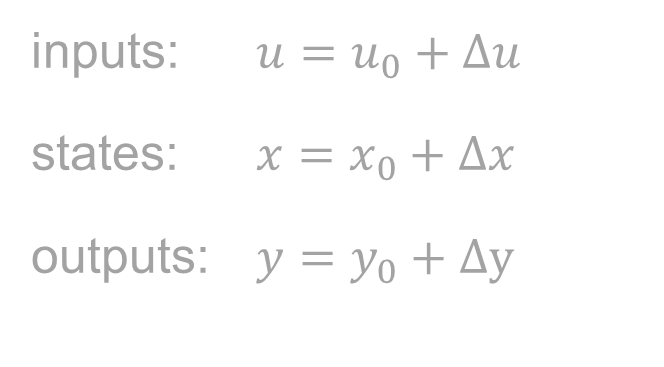 inputs: u = u₀ + Δu
states: x = x₀ + Δx
outputs: y = y₀ + Δy